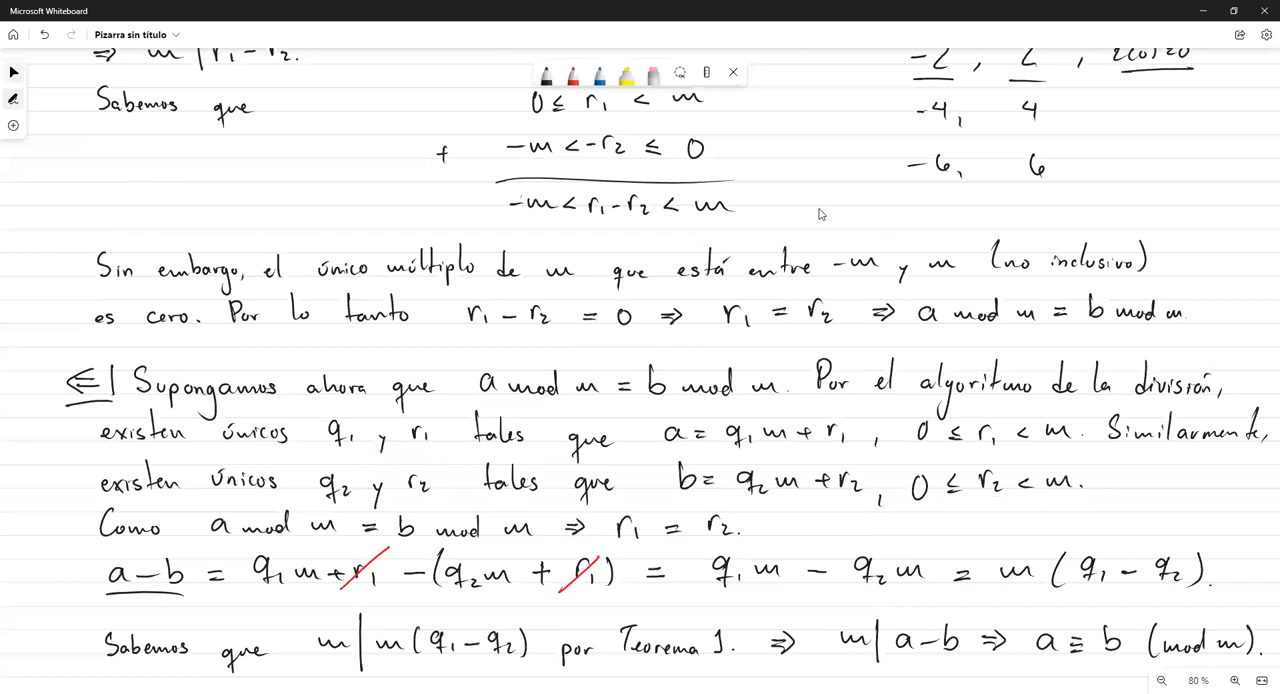 Microsoft Whiteboard
Pizarra sin título
⇒ m | r₁ - r₂.
-2 , 2 ,
Sabemos que 0 ≤ r₁ < m
-4, 4
+ -m < -r₂ ≤ 0
-6, 6
-m < r₁ - r₂ < m
Sin embargo, el único múltiplo de m que está entre -m y m (no inclusivo)
es cero. Por lo tanto r₁ - r₂ = 0 ⇒ r₁ = r₂ ⇒ a mod m = b mod m.
⇐| Supongamos ahora que a mod m = b mod m. Por el algoritmo de la división,
existen únicos q₁ y r₁ tales que a = q₁m + r₁ , 0 ≤ r₁ < m. Similarmente,
existen únicos q₂ y r₂ tales que b = q₂m + r₂ , 0 ≤ r₂ < m.
Como a mod m = b mod m ⇒ r₁ = r₂.
a - b = q₁m + r₁ - (q₂m + r₁) = q₁m - q₂m = m (q₁ - q₂).
Sabemos que m | m(q₁ - q₂) por Teorema 1. ⇒ m | a - b ⇒ a ≡ b (mod m).
80 %